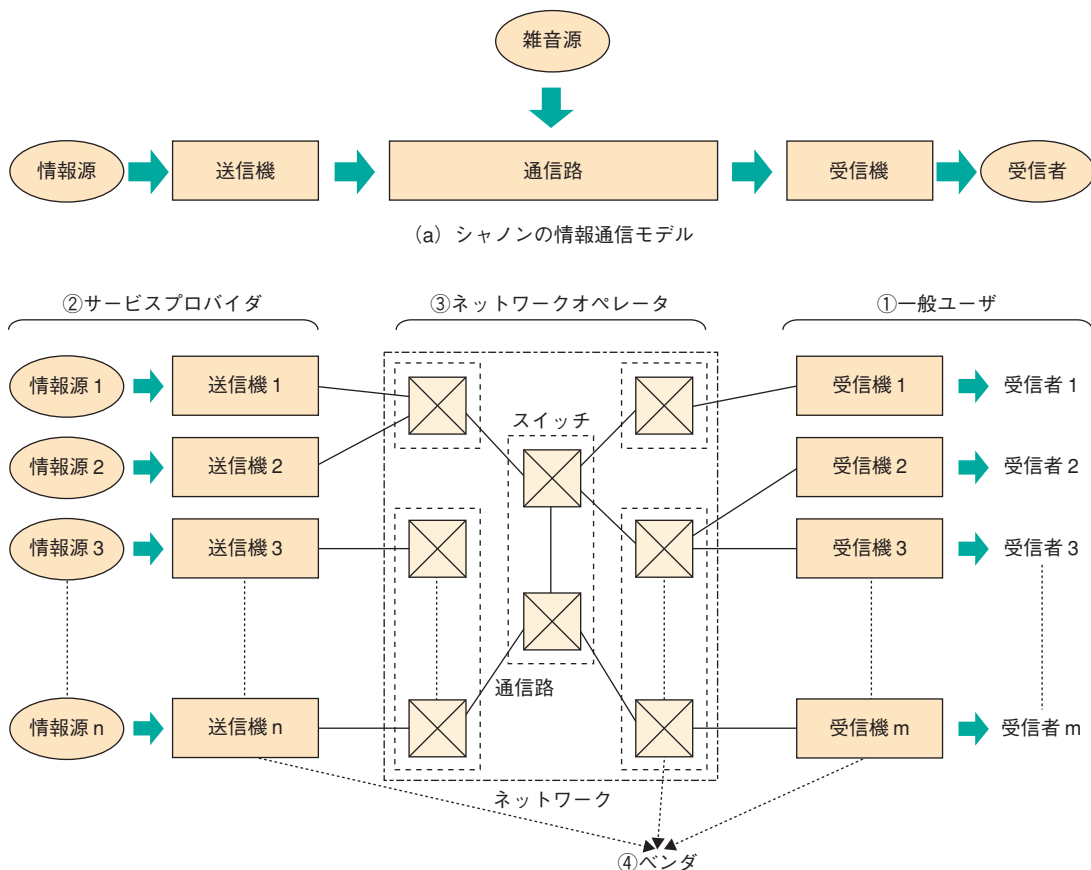 雑音源
情報源
送信機
通信路
受信機
受信者
(a) シャノンの情報通信モデル
②サービスプロバイダ
③ネットワークオペレータ
①一般ユーザ
情報源 1
送信機 1
受信機 1
受信者 1
スイッチ
情報源 2
送信機 2
受信機 2
受信者 2
情報源 3
送信機 3
受信機 3
受信者 3
通信路
情報源 n
送信機 n
受信機 m
受信者 m
ネットワーク
④ベンダ